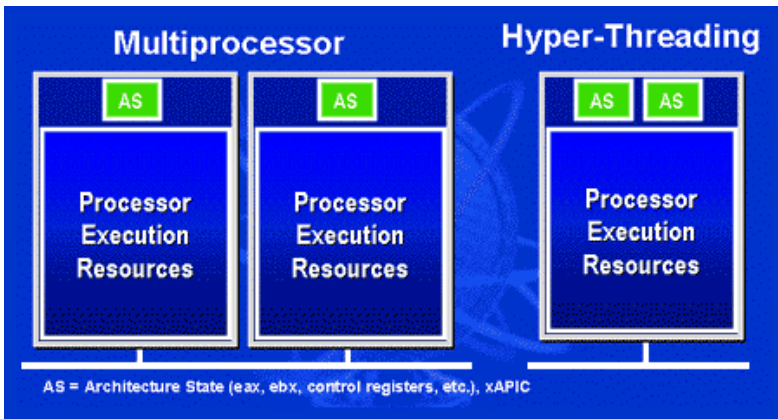 Multiprocessor
Hyper-Threading
AS
AS
AS AS
Processor
Execution
Resources
Processor
Execution
Resources
Processor
Execution
Resources
AS = Architecture State (eax, ebx, control registers, etc.), xAPIC